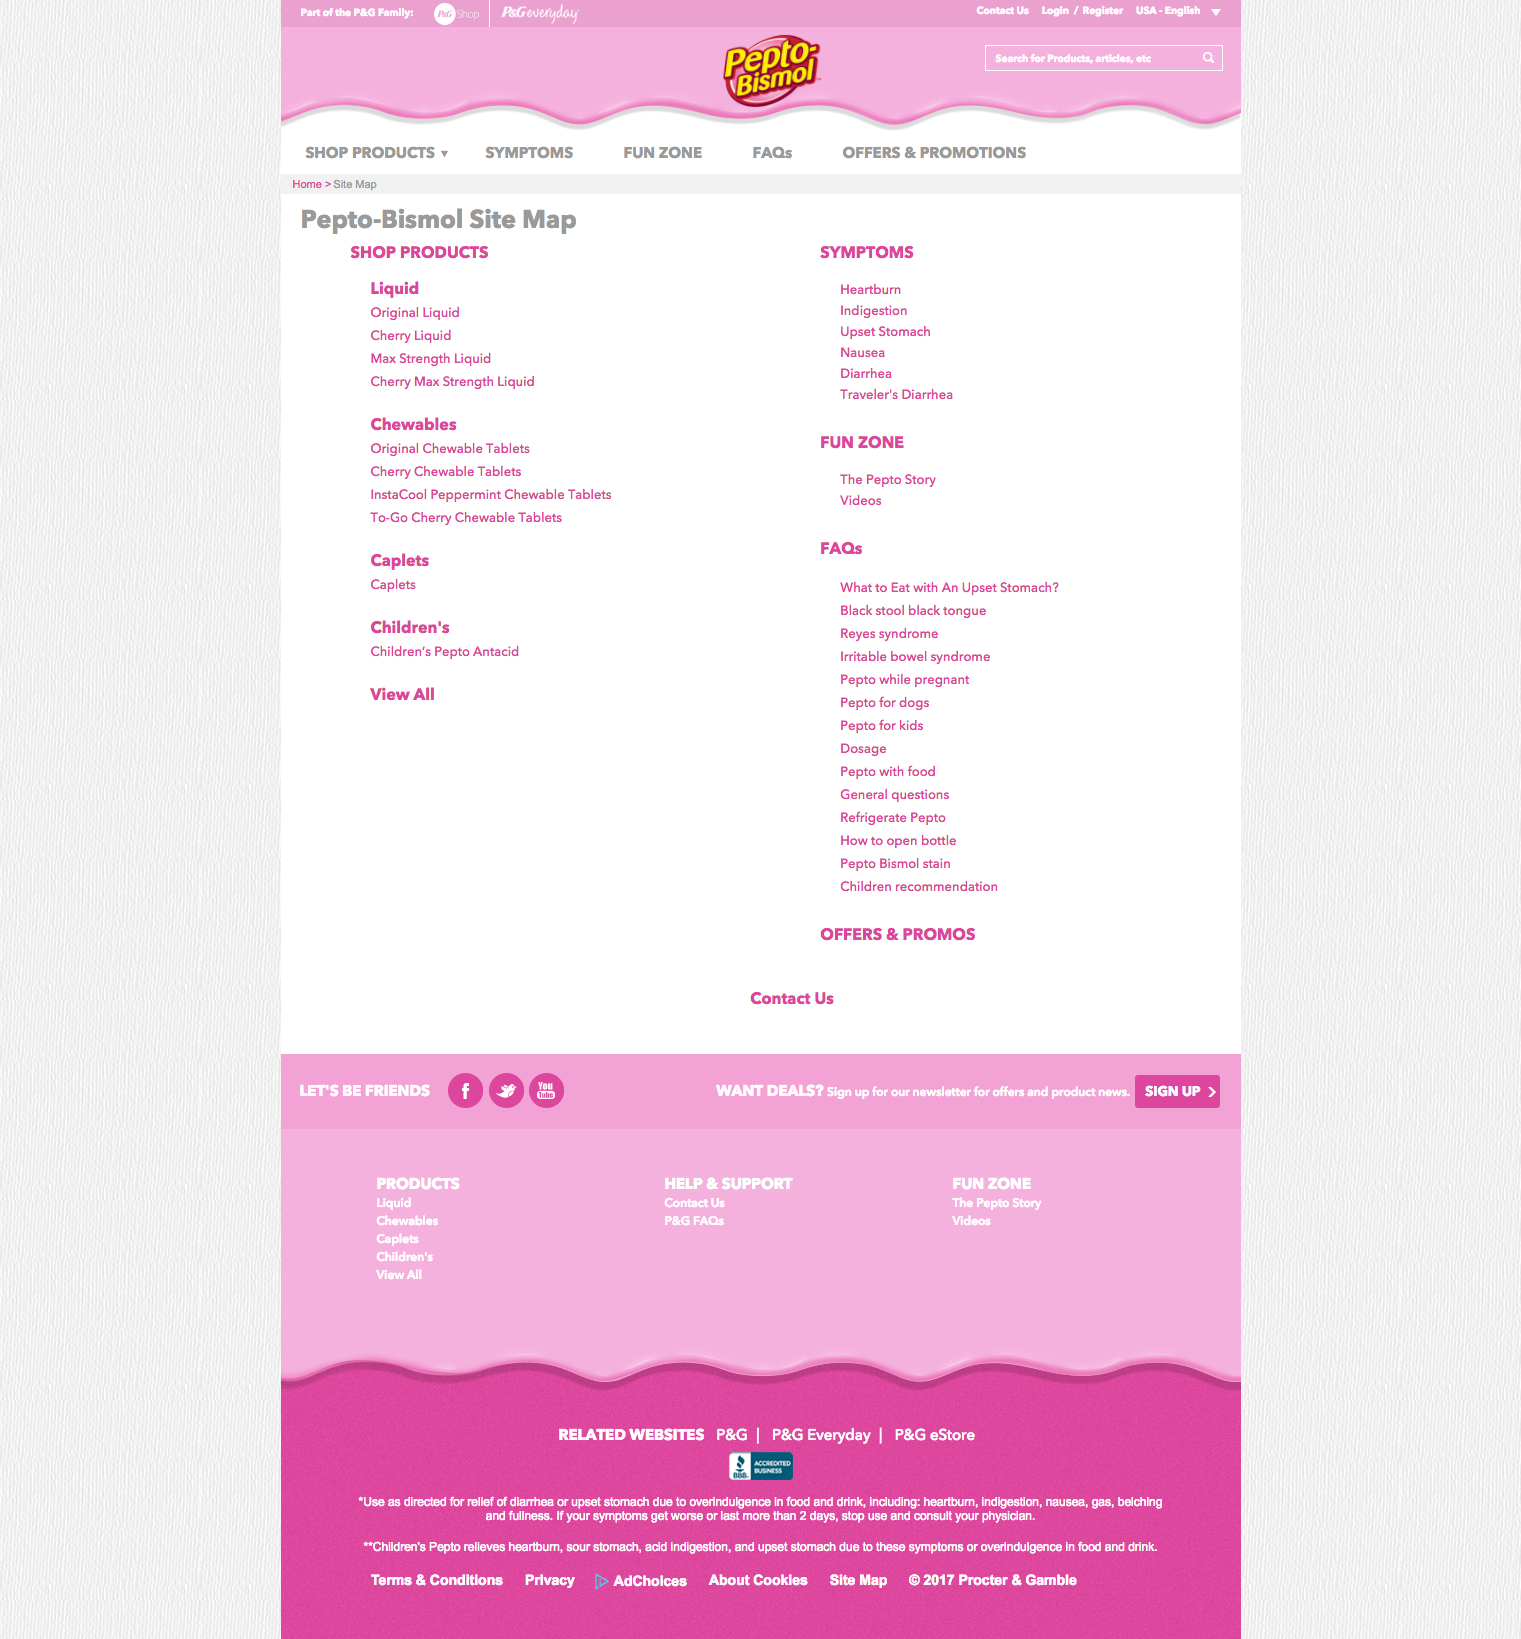 Part of the P&G Family: P&G Shop P&G everyday Contact Us Login / Register USA - English
Pepto-
Bismol
Search for Products, articles, etc
SHOP PRODUCTS SYMPTOMS FUN ZONE FAQs OFFERS & PROMOTIONS
Home > Site Map
Pepto-Bismol Site Map
SHOP PRODUCTS
Liquid
Original Liquid
Cherry Liquid
Max Strength Liquid
Cherry Max Strength Liquid
Chewables
Original Chewable Tablets
Cherry Chewable Tablets
InstaCool Peppermint Chewable Tablets
To-Go Cherry Chewable Tablets
Caplets
Caplets
Children's
Children’s Pepto Antacid
View All
SYMPTOMS
Heartburn
Indigestion
Upset Stomach
Nausea
Diarrhea
Traveler's Diarrhea
FUN ZONE
The Pepto Story
Videos
FAQs
What to Eat with An Upset Stomach?
Black stool black tongue
Reyes syndrome
Irritable bowel syndrome
Pepto while pregnant
Pepto for dogs
Pepto for kids
Dosage
Pepto with food
General questions
Refrigerate Pepto
How to open bottle
Pepto Bismol stain
Children recommendation
OFFERS & PROMOS
Contact Us
LET'S BE FRIENDS f You Tube WANT DEALS? Sign up for our newsletter for offers and product news. SIGN UP >
PRODUCTS
Liquid
Chewables
Caplets
Children's
View All
HELP & SUPPORT
Contact Us
P&G FAQs
FUN ZONE
The Pepto Story
Videos
RELATED WEBSITES P&G | P&G Everyday | P&G eStore
BBB. ACCREDITED BUSINESS
*Use as directed for relief of diarrhea or upset stomach due to overindulgence in food and drink, including: heartburn, indigestion, nausea, gas, belching
and fullness. If your symptoms get worse or last more than 2 days, stop use and consult your physician.
**Children's Pepto relieves heartburn, sour stomach, acid indigestion, and upset stomach due to these symptoms or overindulgence in food and drink.
Terms & Conditions Privacy AdChoices About Cookies Site Map © 2017 Procter & Gamble